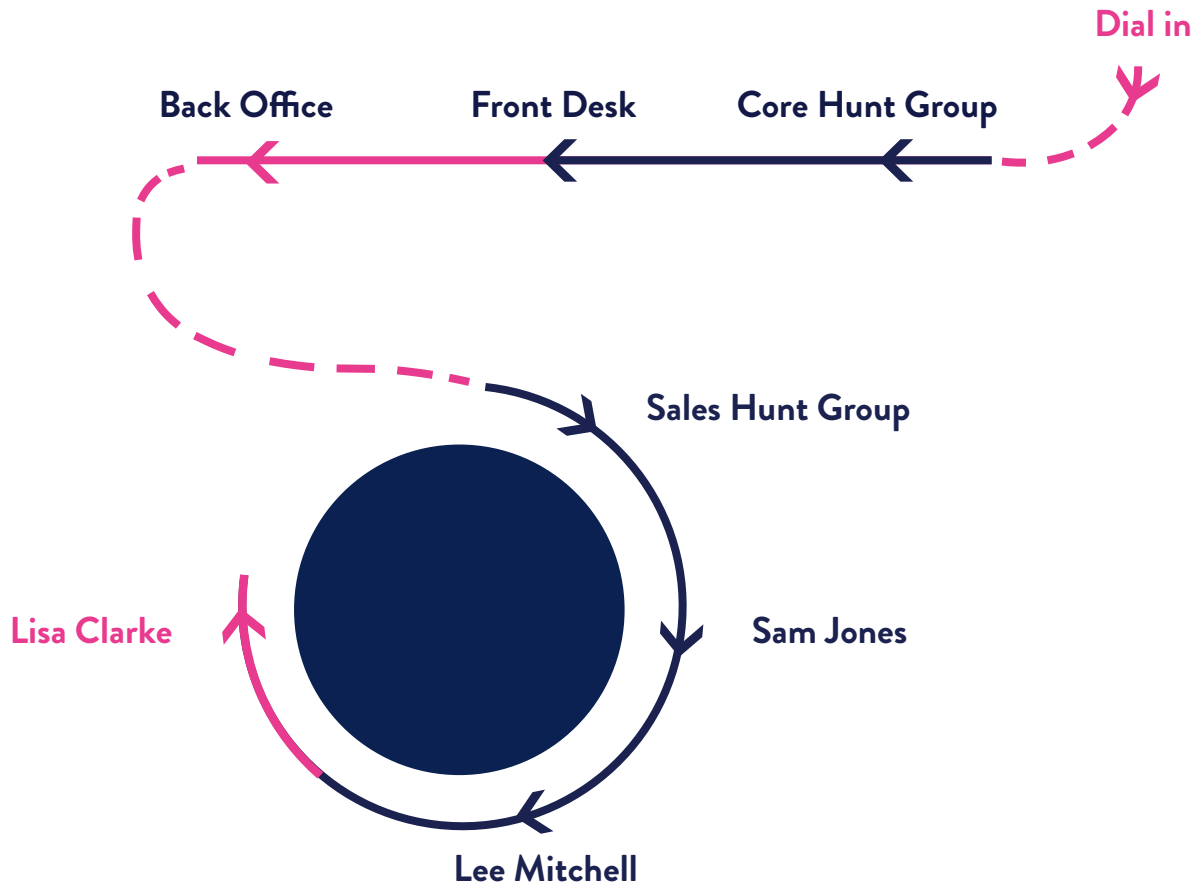 Dial in
Back Office
Front Desk
Core Hunt Group
Sales Hunt Group
Lisa Clarke
Sam Jones
Lee Mitchell